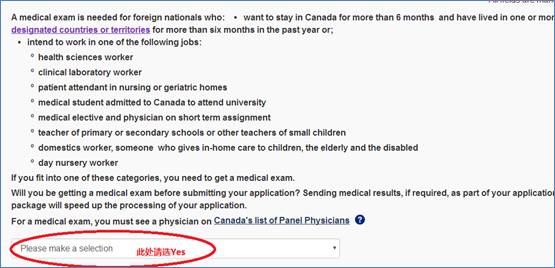 A medical exam is needed for foreign nationals who: • want to stay in Canada for more than 6 months and have lived in one or mor
designated countries or territories for more than six months in the past year or;
• intend to work in one of the following jobs:
º health sciences worker
º clinical laboratory worker
º patient attendant in nursing or geriatric homes
º medical student admitted to Canada to attend university
º medical elective and physician on short term assignment
º teacher of primary or secondary schools or other teachers of small children
º domestics worker, someone who gives in-home care to children, the elderly and the disabled
º day nursery worker
If you fit into one of these categories, you need to get a medical exam.
Will you be getting a medical exam before submitting your application? Sending medical results, if required, as part of your application
package will speed up the processing of your application.
For a medical exam, you must see a physician on Canada's list of Panel Physicians ?
Please make a selection 此处请选Yes